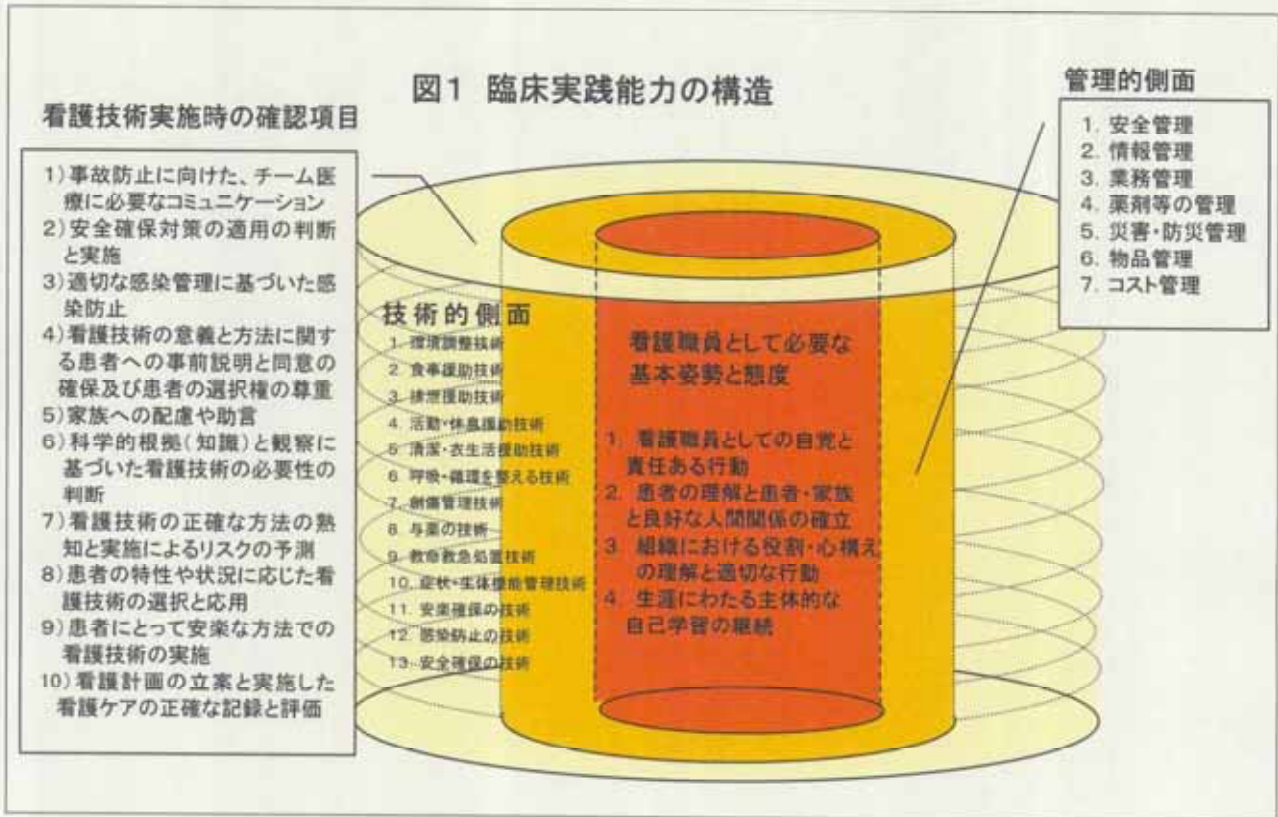 図1 臨床実践能力の構造
看護技術実施時の確認項目
1)事故防止に向けた、チーム医
療に必要なコミュニケーション
2)安全確保対策の適用の判断
と実施
3)適切な感染管理に基づいた感
染防止
4)看護技術の意義と方法に関す
る患者への事前説明と同意の
確保及び患者の選択権の尊重
5)家族への配慮や助言
6)科学的根拠(知識)と観察に
基づいた看護技術の必要性の
判断
7)看護技術の正確な方法の熟
知と実施によるリスクの予測
8)患者の特性や状況に応じた看
護技術の選択と応用
9)患者にとって安楽な方法での
看護技術の実施
10)看護計画の立案と実施した
看護ケアの正確な記録と評価
技術的側面
1. 環境調整技術
2. 食事援助技術
3. 排泄援助技術
4. 活動・休息援助技術
5. 清潔・衣生活援助技術
6. 呼吸・循環を整える技術
7. 創傷管理技術
8. 与薬の技術
9. 救命救急処置技術
10. 症状・生体機能管理技術
11. 安楽確保の技術
12. 感染防止の技術
13. 安全確保の技術
看護職員として必要な
基本姿勢と態度
1. 看護職員としての自覚と
責任ある行動
2. 患者の理解と患者・家族
と良好な人間関係の確立
3. 組織における役割・心構え
の理解と適切な行動
4. 生涯にわたる主体的な
自己学習の継続
管理的側面
1. 安全管理
2. 情報管理
3. 業務管理
4. 薬剤等の管理
5. 災害・防災管理
6. 物品管理
7. コスト管理